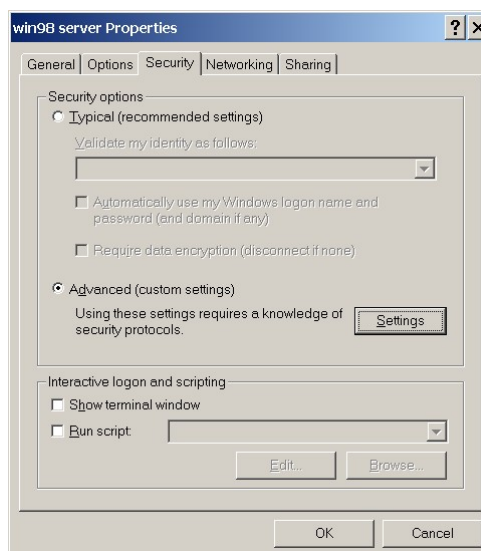 win98 server Properties
General Options Security Networking Sharing
Security options
Typical (recommended settings)
Validate my identity as follows:
Automatically use my Windows logon name and
password (and domain if any)
Require data encryption (disconnect if none)
Advanced (custom settings)
Using these settings requires a knowledge of
security protocols.
Settings
Interactive logon and scripting
Show terminal window
Run script:
Edit... Browse...
OK Cancel